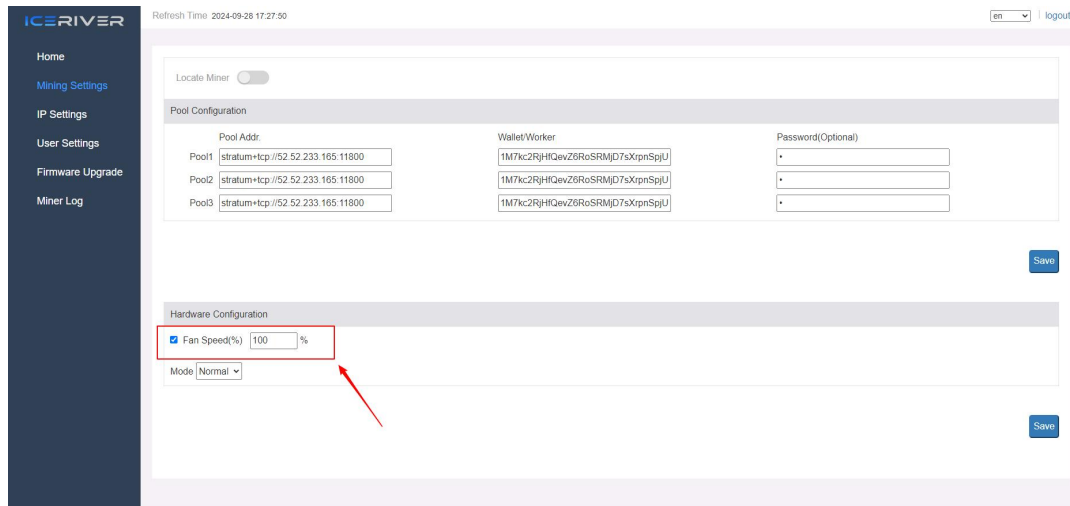 ICERIVER
Refresh Time 2024-09-28 17:27:50
en
logout
Home
Mining Settings
IP Settings
User Settings
Firmware Upgrade
Miner Log
Locate Miner
Pool Configuration
Pool Addr. Wallet/Worker Password(Optional)
Pool1 stratum+tcp://52.52.233.165:11800 1M7kc2RjHfQevZ6RoSRMjD7sXrpnSpjU •
Pool2 stratum+tcp://52.52.233.165:11800 1M7kc2RjHfQevZ6RoSRMjD7sXrpnSpjU •
Pool3 stratum+tcp://52.52.233.165:11800 1M7kc2RjHfQevZ6RoSRMjD7sXrpnSpjU •
Save
Hardware Configuration
Fan Speed(%) 100 %
Mode Normal
Save